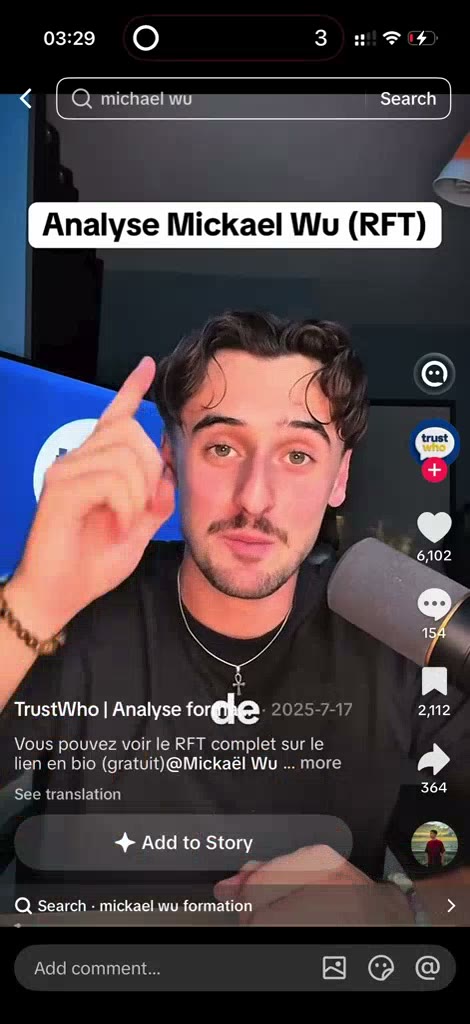 03:29
3
michael wu
Search
Analyse Mickael Wu (RFT)
trust
who
6,102
154
2,112
364
TrustWho | Analyse for
de
· 2025-7-17
Vous pouvez voir le RFT complet sur le
lien en bio (gratuit)@Mickaël Wu ... more
See translation
Add to Story
Search · mickael wu formation
Add comment...